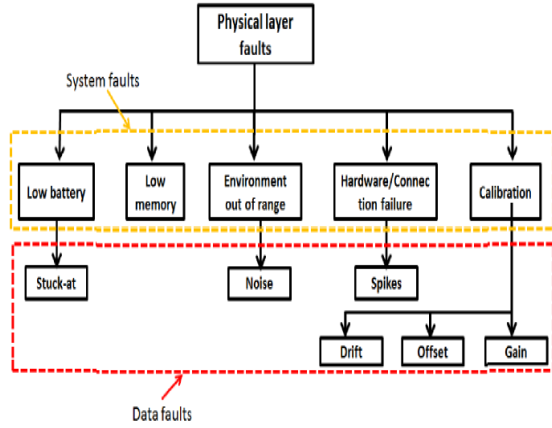 Physical layer
faults
System faults
Low battery
Low
memory
Environment
out of range
Hardware/Connec
tion failure
Calibration
Stuck-at
Noise
Spikes
Drift
Offset
Gain
Data faults